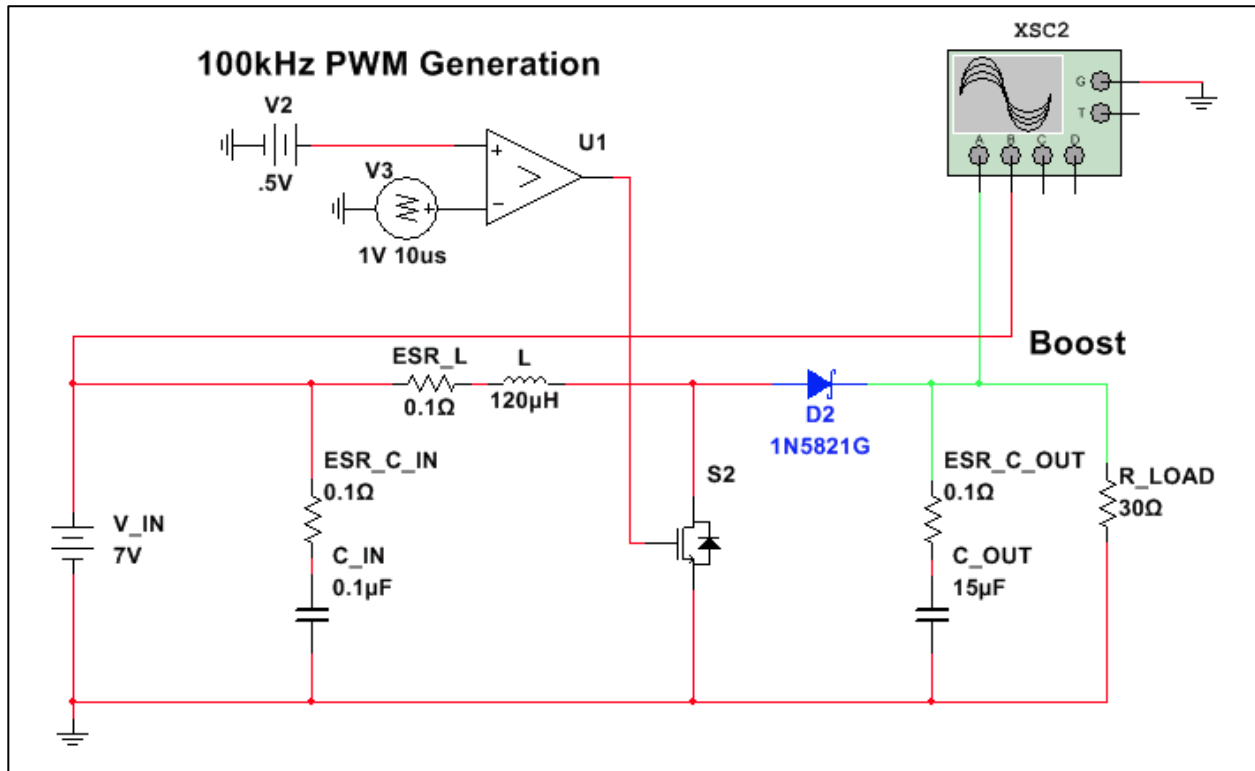 XSC2
100kHz PWM Generation
V2
U1
.5V
V3
1V 10us
G
T
A B C D
+
−
+
Boost
ESR_L
L
0.1Ω
120µH
D2
1N5821G
ESR_C_IN
0.1Ω
S2
ESR_C_OUT
0.1Ω
R_LOAD
30Ω
V_IN
7V
C_IN
0.1µF
C_OUT
15µF